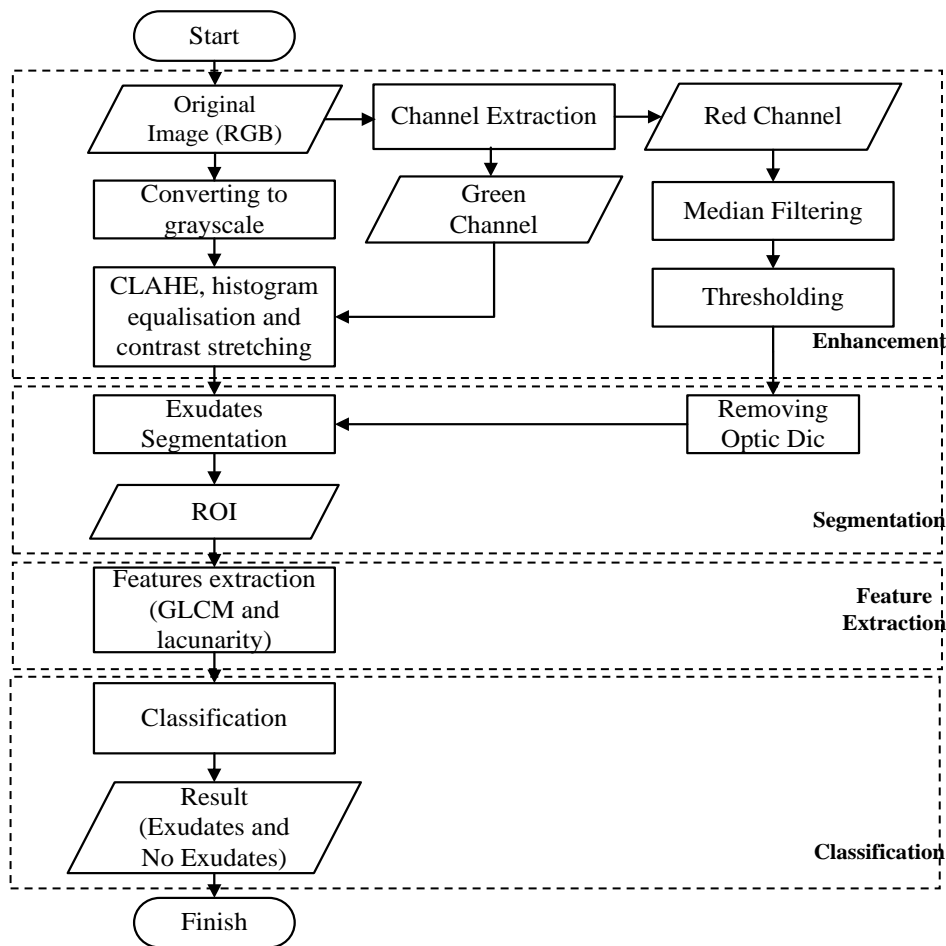 Start
Original
Image (RGB)
Channel Extraction
Red Channel
Converting to
grayscale
Green
Channel
Median Filtering
CLAHE, histogram
equalisation and
contrast stretching
Thresholding
Enhancement
Exudates
Segmentation
Removing
Optic Dic
ROI
Segmentation
Features extraction
(GLCM and
lacunarity)
Feature
Extraction
Classification
Result
(Exudates and
No Exudates)
Classification
Finish